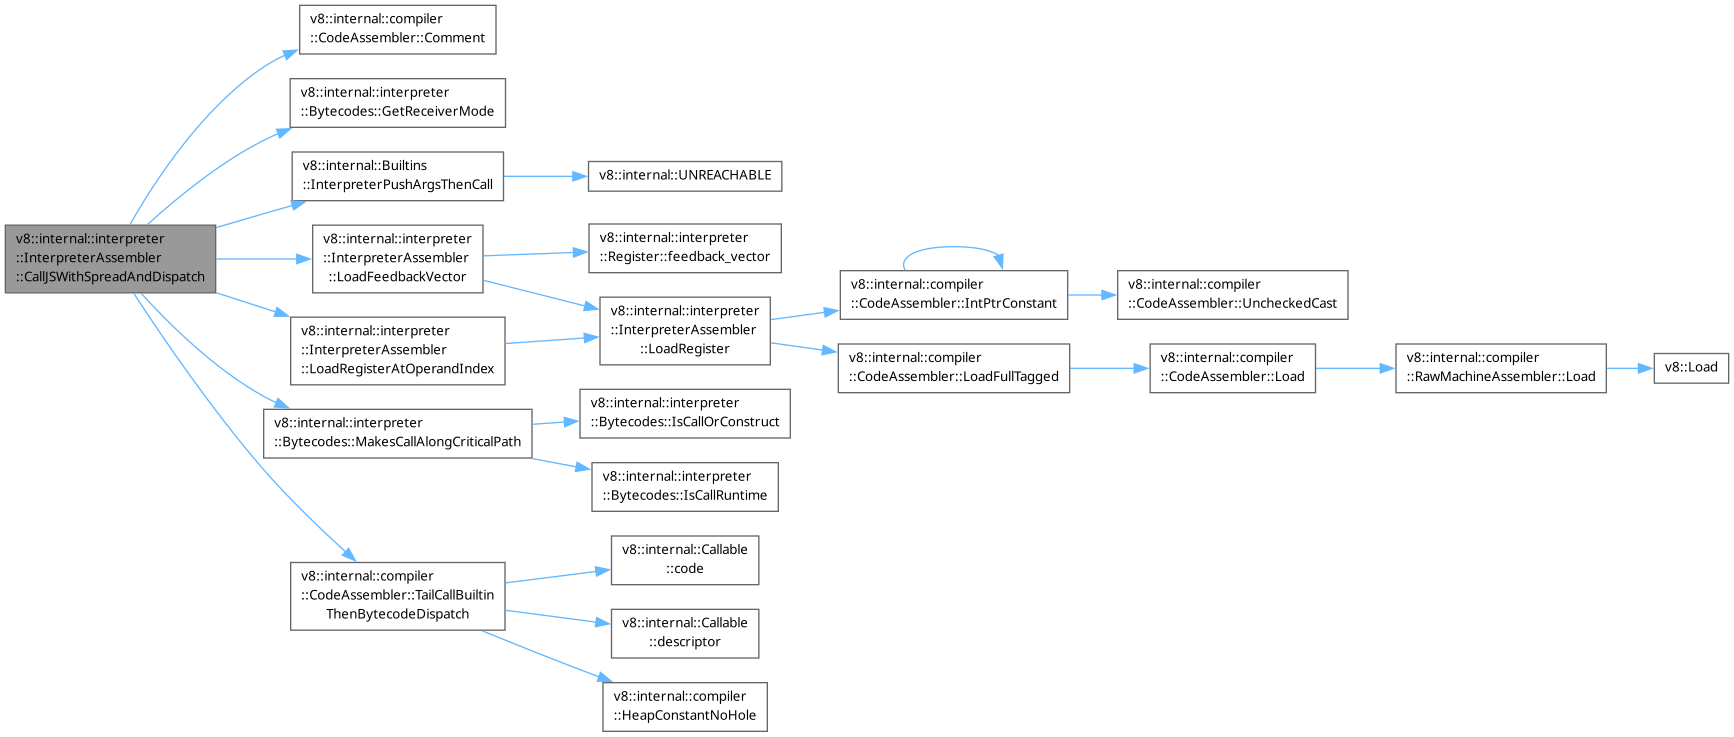 v8::internal::compiler
::CodeAssembler::Comment
v8::internal::interpreter
::Bytecodes::GetReceiverMode
v8::internal::Builtins
::InterpreterPushArgsThenCall
v8::internal::UNREACHABLE
v8::internal::interpreter
::InterpreterAssembler
::CallJSWithSpreadAndDispatch
v8::internal::interpreter
::InterpreterAssembler
::LoadFeedbackVector
v8::internal::interpreter
::Register::feedback_vector
v8::internal::interpreter
::InterpreterAssembler
::LoadRegisterAtOperandIndex
v8::internal::interpreter
::InterpreterAssembler
::LoadRegister
v8::internal::compiler
::CodeAssembler::IntPtrConstant
v8::internal::compiler
::CodeAssembler::UncheckedCast
v8::internal::compiler
::CodeAssembler::LoadFullTagged
v8::internal::compiler
::CodeAssembler::Load
v8::internal::compiler
::RawMachineAssembler::Load
v8::Load
v8::internal::interpreter
::Bytecodes::MakesCallAlongCriticalPath
v8::internal::interpreter
::Bytecodes::IsCallOrConstruct
v8::internal::interpreter
::Bytecodes::IsCallRuntime
v8::internal::compiler
::CodeAssembler::TailCallBuiltin
ThenBytecodeDispatch
v8::internal::Callable
::code
v8::internal::Callable
::descriptor
v8::internal::compiler
::HeapConstantNoHole